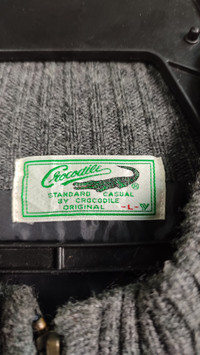 Crocodile
®
STANDARD CASUAL
BY CROCODILE
ORIGINAL -L-